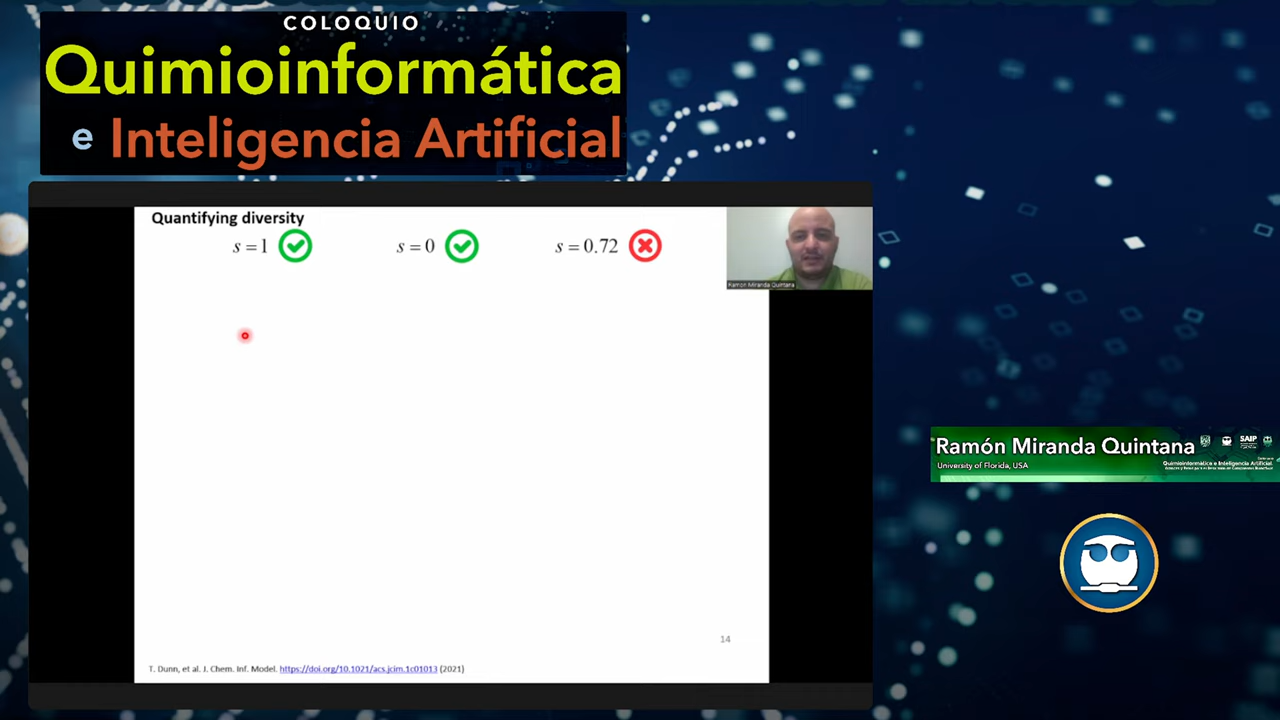 COLOQUIO
Quimioinformática
e Inteligencia Artificial
Quantifying diversity
s = 1
s = 0
s = 0.72
Ramón Miranda Quintana
14
T. Dunn, et al. J. Chem. Inf. Model. https://doi.org/10.1021/acs.jcim.1c01013 (2021)
Ramón Miranda Quintana
University of Florida, USA
SAIP
Quimioinformática e Inteligencia Artificial